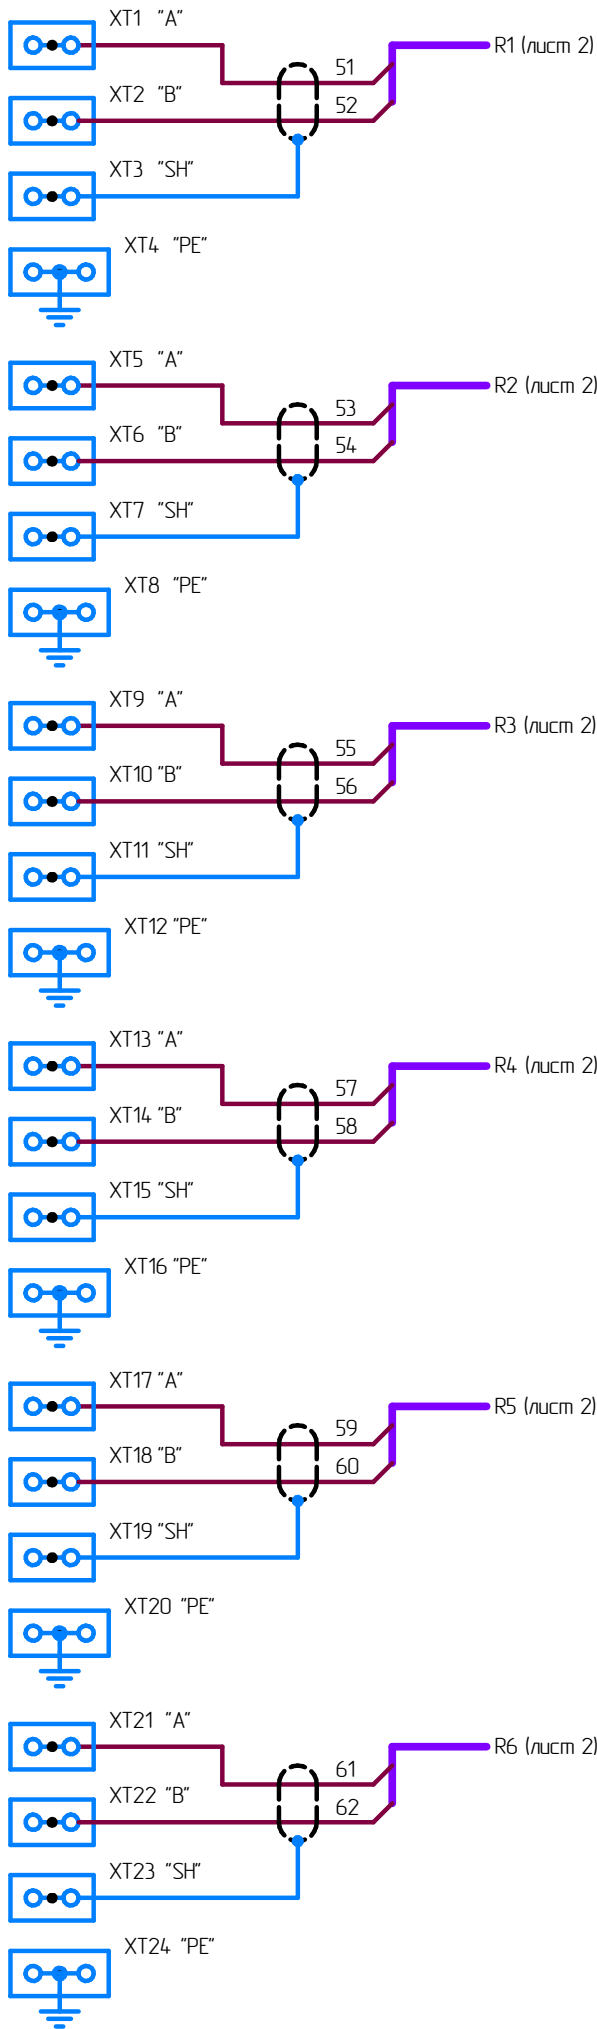 XT1 "A"
R1 (лист 2)
51
XT2 "B"
52
XT3 "SH"
XT4 "PE"
XT5 "A"
R2 (лист 2)
53
XT6 "B"
54
XT7 "SH"
XT8 "PE"
XT9 "A"
R3 (лист 2)
55
XT10 "B"
56
XT11 "SH"
XT12 "PE"
XT13 "A"
R4 (лист 2)
57
XT14 "B"
58
XT15 "SH"
XT16 "PE"
XT17 "A"
R5 (лист 2)
59
XT18 "B"
60
XT19 "SH"
XT20 "PE"
XT21 "A"
R6 (лист 2)
61
XT22 "B"
62
XT23 "SH"
XT24 "PE"